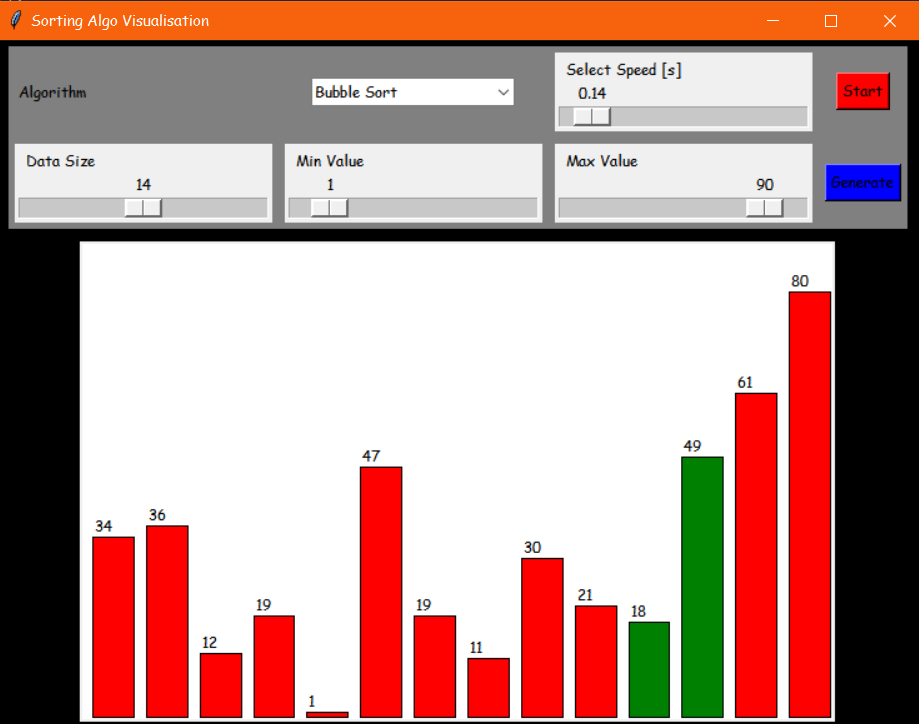 Sorting Algo Visualisation
Algorithm
Bubble Sort
Select Speed [s]
0.14
Start
Data Size
14
Min Value
1
Max Value
90
Generate
80
61
49
47
36
34
30
21
19
19
18
12
11
1